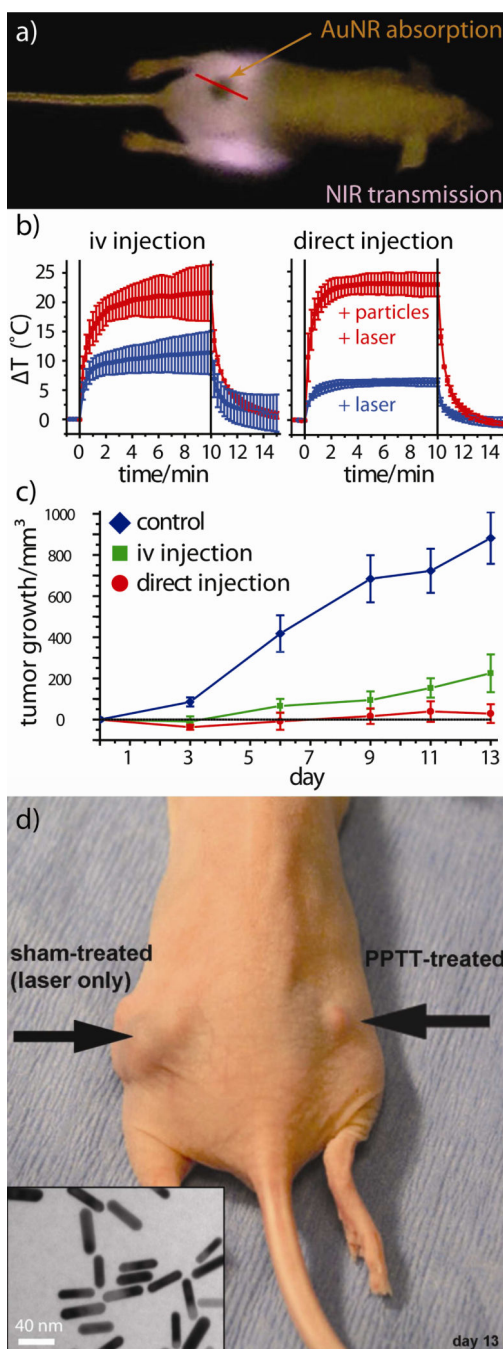 a)
AuNR absorption
NIR transmission
b)
iv injection
direct injection
ΔT (°C)
25
20
15
10
5
0
+ particles
+ laser
+ laser
0 2 4 6 8 10 14
0 2 4 6 8 10 14
time/min
time/min
c)
tumor growth/mm³
1000
800
600
400
200
0
control
iv injection
direct injection
1 3 5 7 9 11 13
day
d)
sham-treated
(laser only)
PPTT-treated
40 nm
day 13